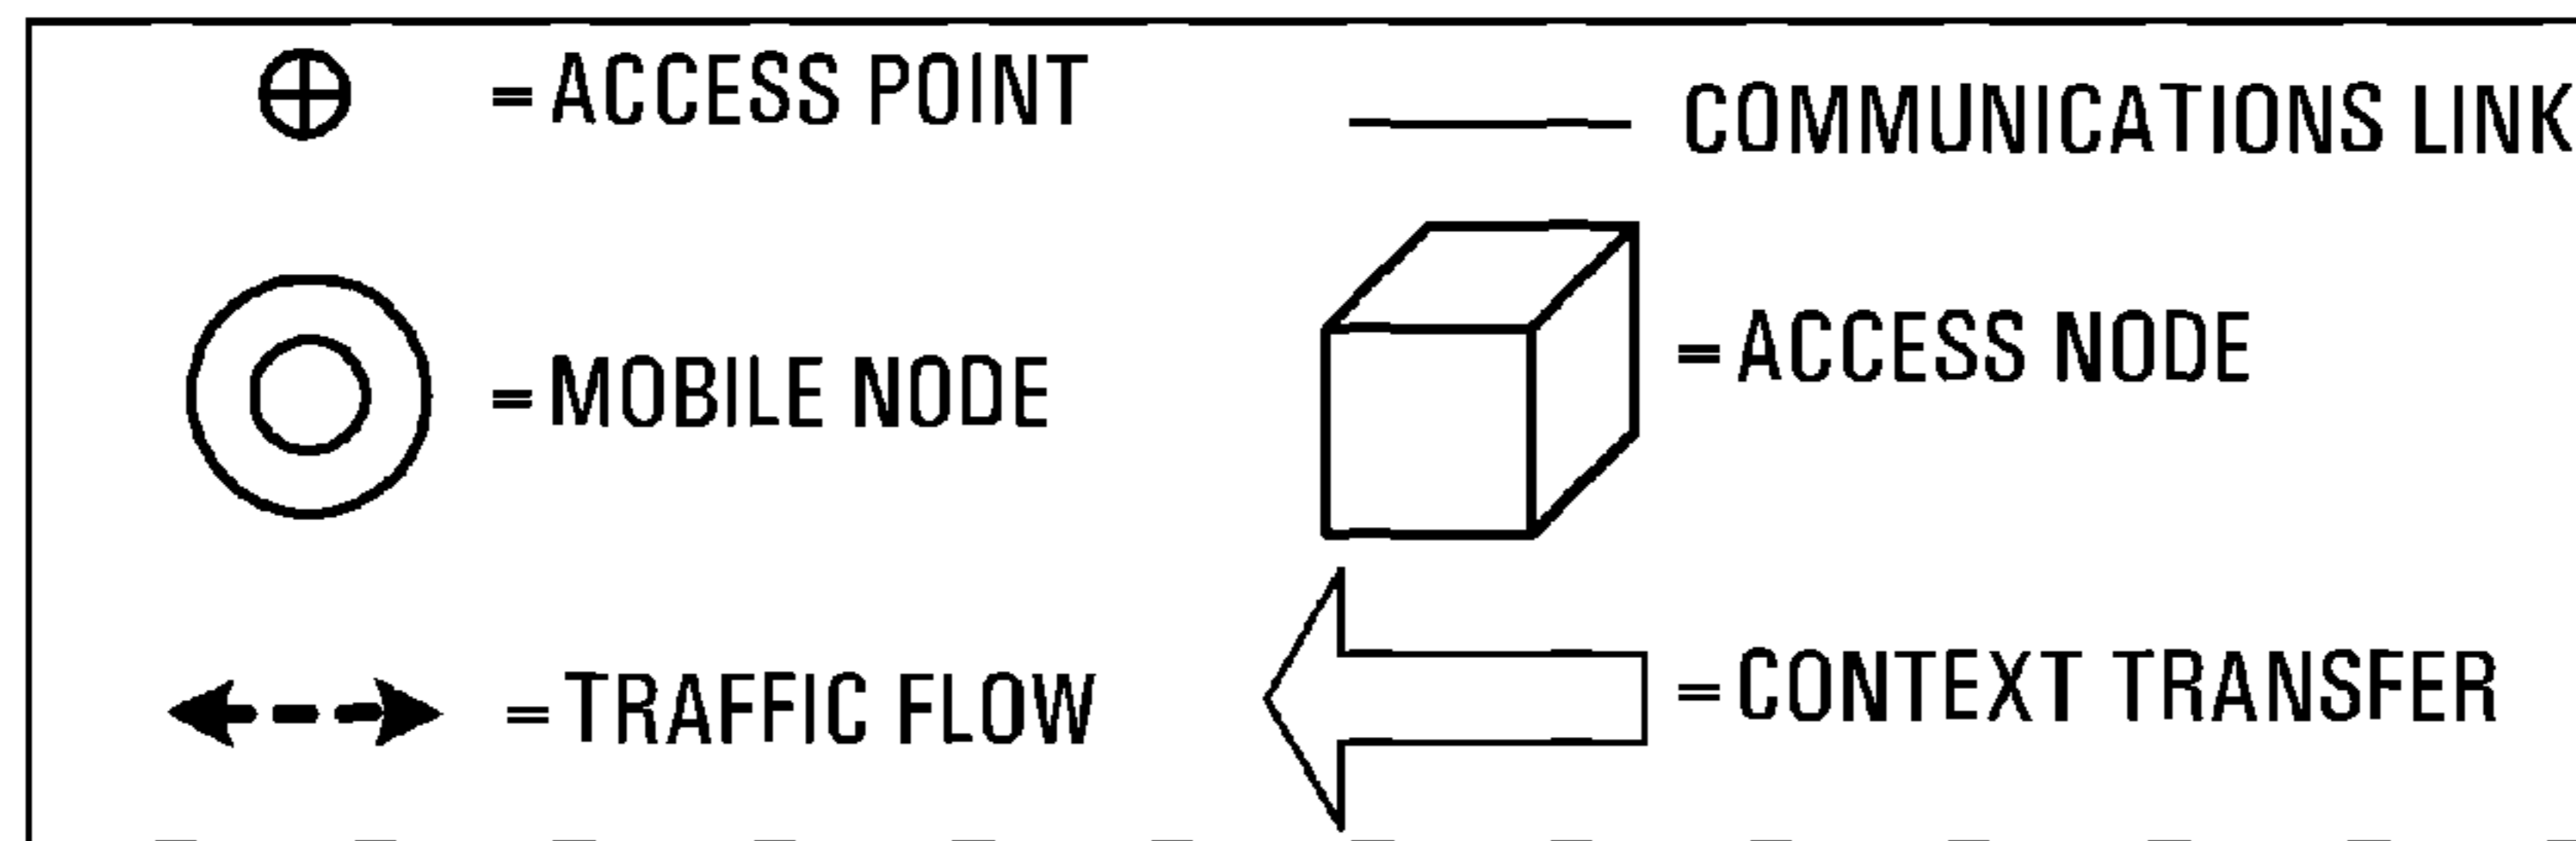 = ACCESS POINT
COMMUNICATIONS LINK
= MOBILE NODE
= ACCESS NODE
= TRAFFIC FLOW
= CONTEXT TRANSFER